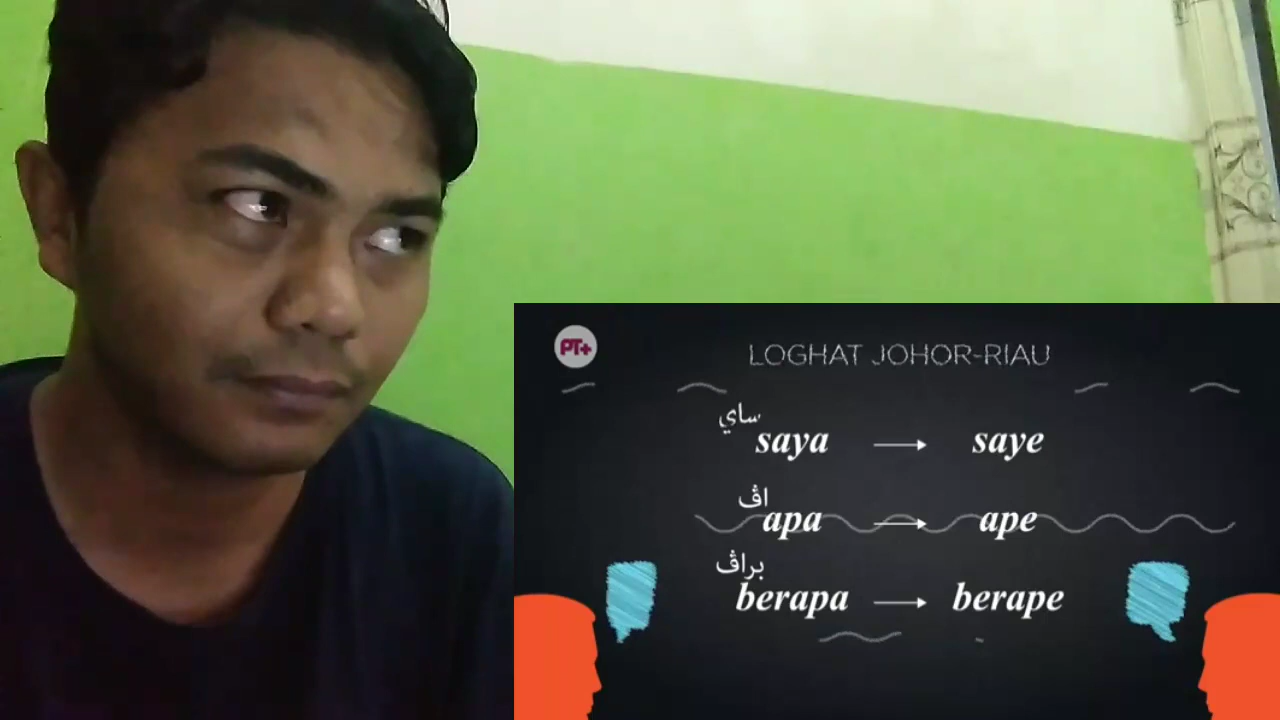 PT+
LOGHAT JOHOR-RIAU
ساي
saya → saye
اڤ
apa → ape
براڤ
berapa → berape